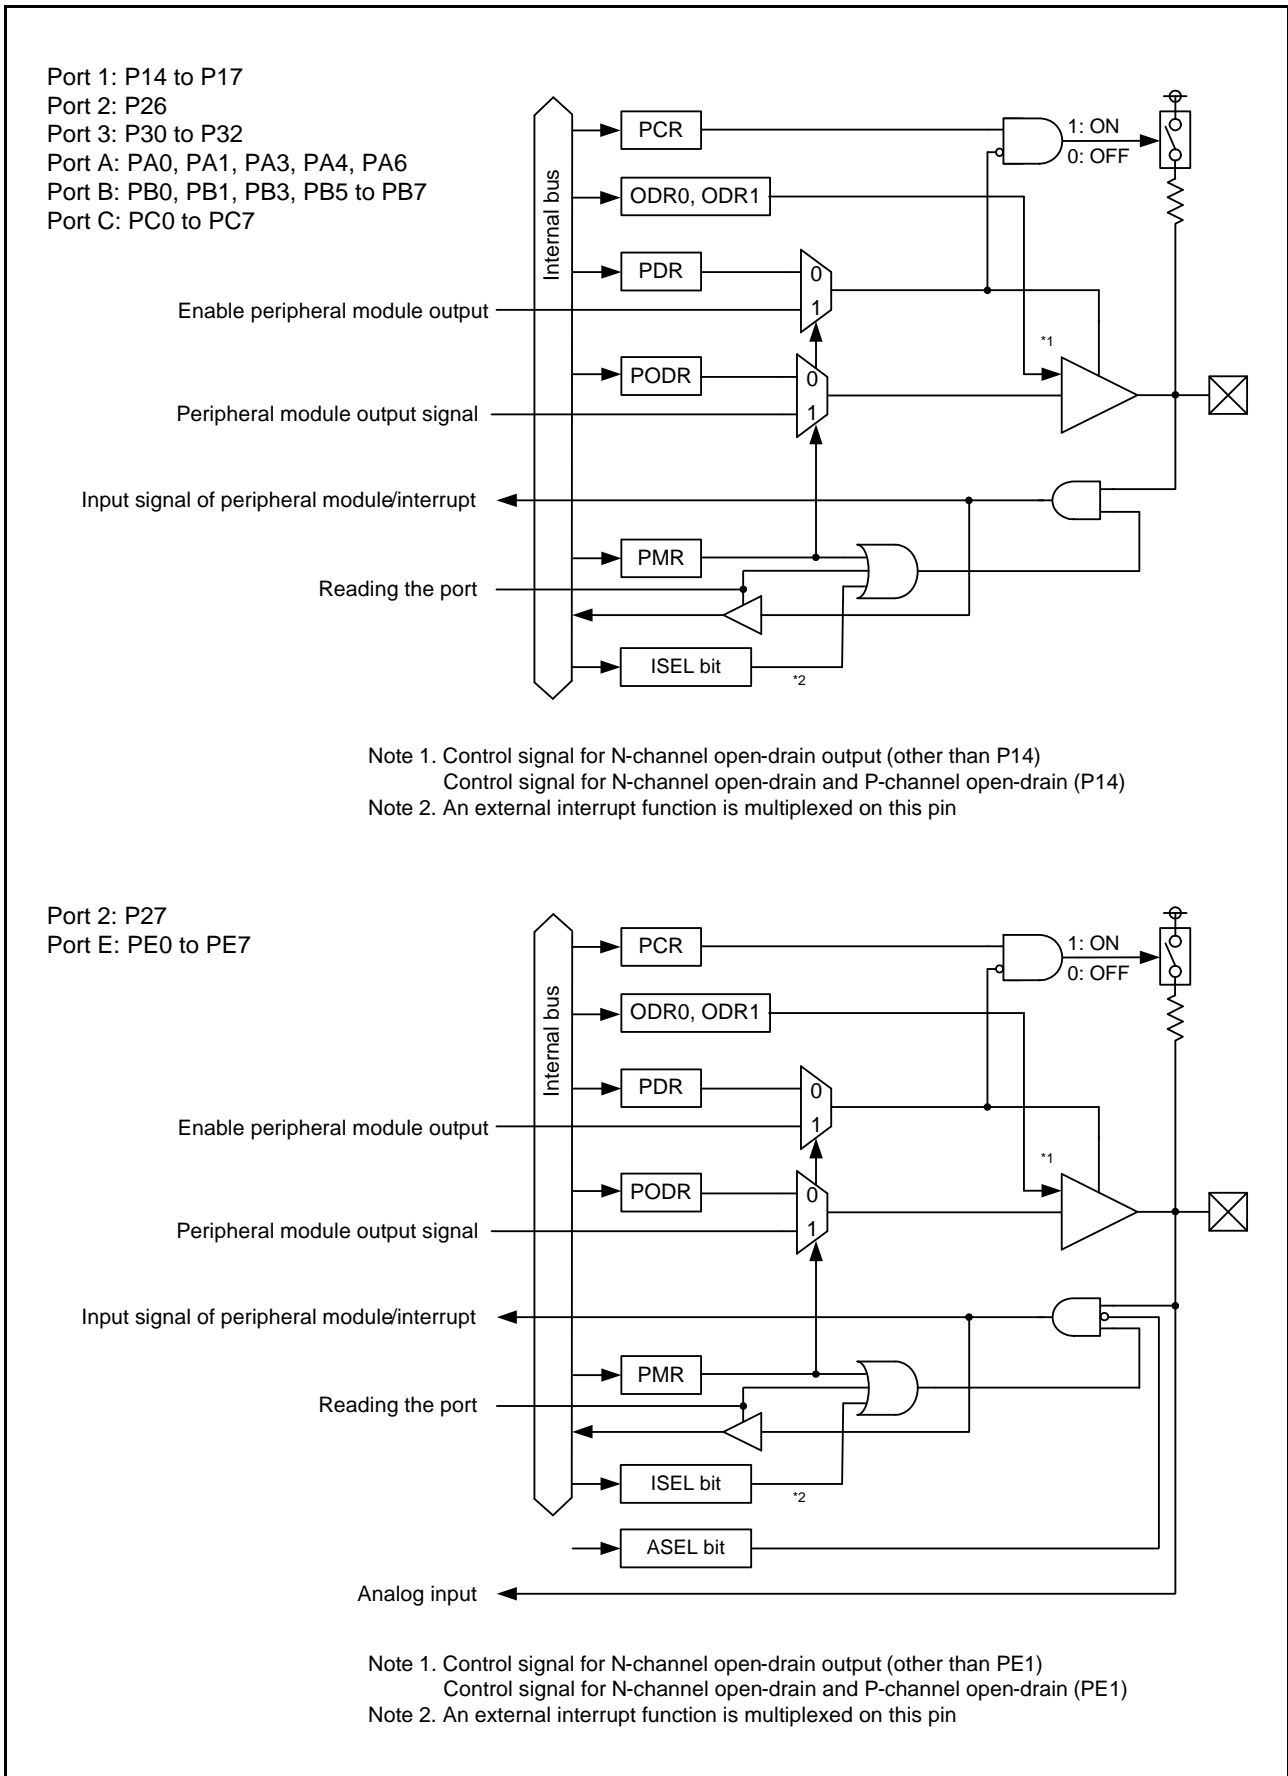 Port 1: P14 to P17
Port 2: P26
Port 3: P30 to P32
Port A: PA0, PA1, PA3, PA4, PA6
Port B: PB0, PB1, PB3, PB5 to PB7
Port C: PC0 to PC7
Internal bus
PCR
1: ON
0: OFF
ODR0, ODR1
PDR
0
Enable peripheral module output
1
*1
PODR
0
Peripheral module output signal
1
Input signal of peripheral module/interrupt
PMR
Reading the port
ISEL bit
*2
Note 1. Control signal for N-channel open-drain output (other than P14)
Control signal for N-channel open-drain and P-channel open-drain (P14)
Note 2. An external interrupt function is multiplexed on this pin
Port 2: P27
Port E: PE0 to PE7
Internal bus
PCR
1: ON
0: OFF
ODR0, ODR1
PDR
0
Enable peripheral module output
1
*1
PODR
0
Peripheral module output signal
1
Input signal of peripheral module/interrupt
PMR
Reading the port
ISEL bit
*2
ASEL bit
Analog input
Note 1. Control signal for N-channel open-drain output (other than PE1)
Control signal for N-channel open-drain and P-channel open-drain (PE1)
Note 2. An external interrupt function is multiplexed on this pin